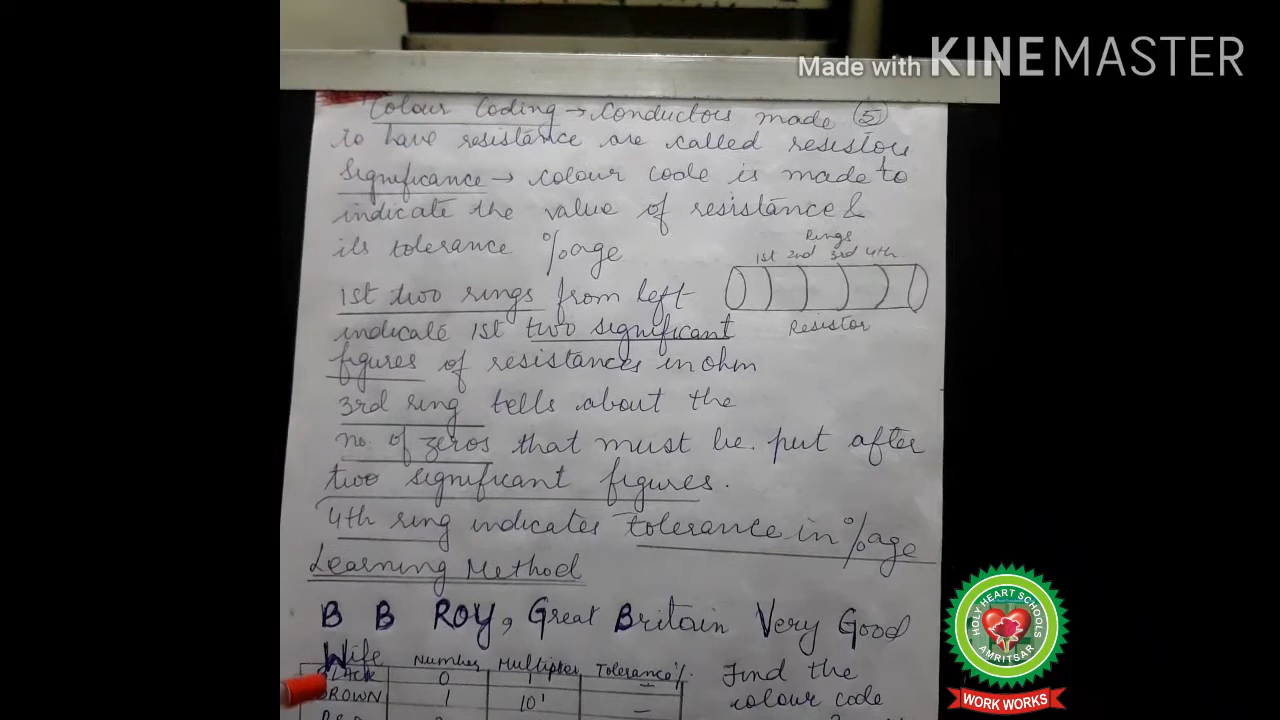 Made with KINEMASTER
Colour Coding → Conductors made (5)
to have resistance are called resistors
Significance → colour code is made to
indicate the value of resistance &
its tolerance %age
Rings
1st 2nd 3rd 4th
Resistor
1st two rings from left
indicate 1st two significant
figures of resistances in ohm
3rd ring tells about the
no. of zeros that must be put after
two significant figures.
4th ring indicates tolerance in %age
Learning Method
B B ROY, Great Britain Very Good
Wife
Number Multiplier Tolerance %
BLACK 0 1 –
BROWN 1 10¹ –
Find the
colour code
HOLY HEART SCHOOLS
AMRITSAR
WORK WORKS